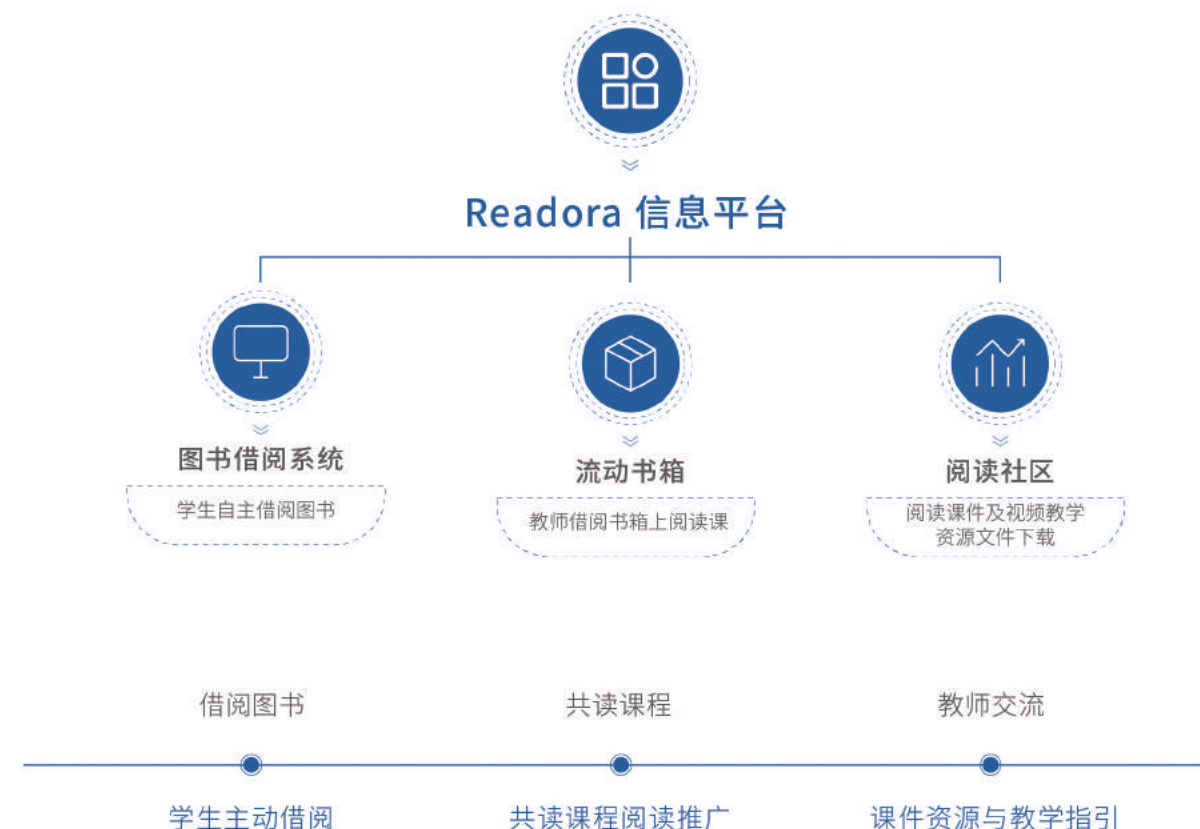 Readora 信息平台
图书借阅系统
学生自主借阅图书
流动书箱
教师借阅书箱上阅读课
阅读社区
阅读课件及视频教学
资源文件下载
借阅图书
共读课程
教师交流
学生主动借阅
共读课程阅读推广
课件资源与教学指引